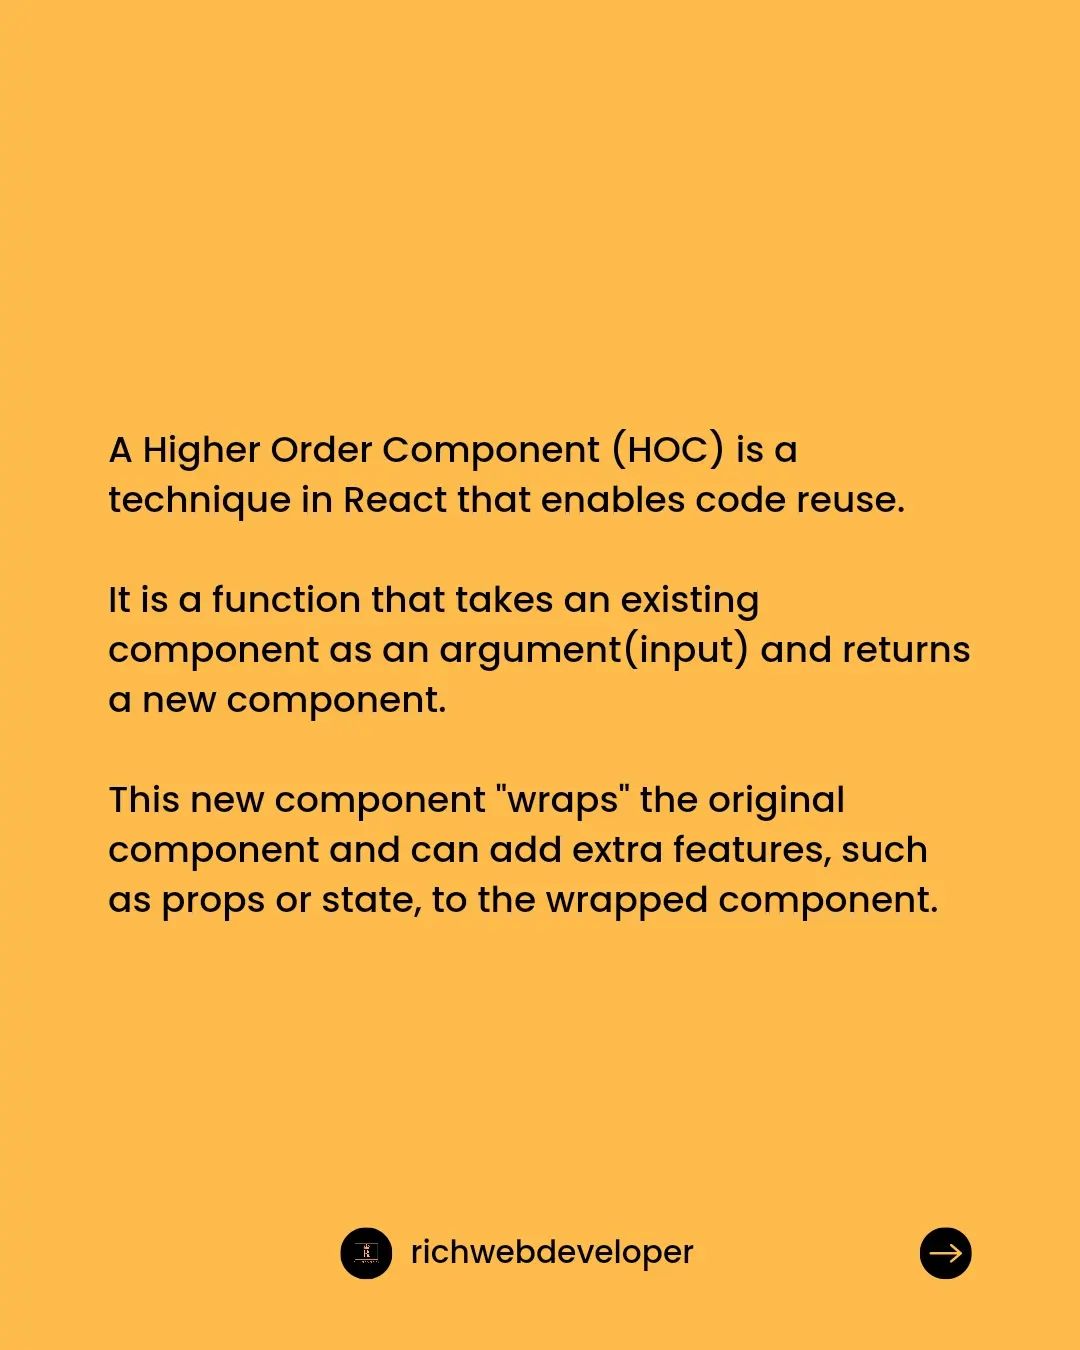 A Higher Order Component (HOC) is a
technique in React that enables code reuse.
It is a function that takes an existing
component as an argument(input) and returns
a new component.
This new component "wraps" the original
component and can add extra features, such
as props or state, to the wrapped component.
richwebdeveloper